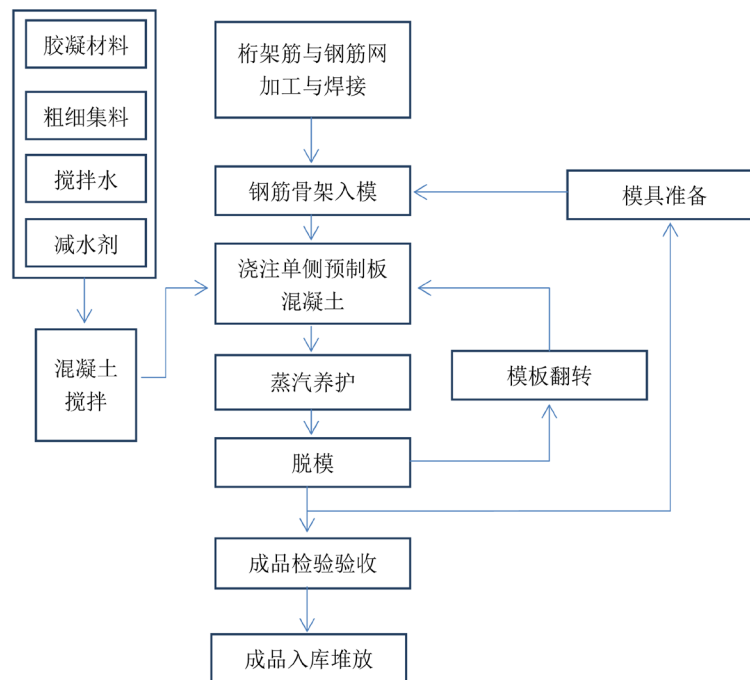 胶凝材料
粗细集料
搅拌水
减水剂
混凝土
搅拌
桁架筋与钢筋网
加工与焊接
钢筋骨架入模
浇注单侧预制板
混凝土
蒸汽养护
脱模
成品检验验收
成品入库堆放
模具准备
模板翻转